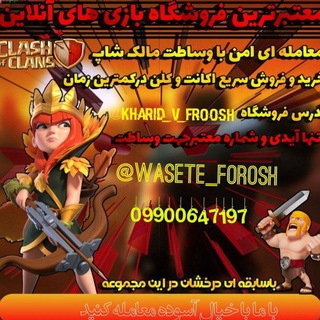 معتبرترین فروشگاه بازی های آنلاین
CLASH
OF CLANS
معامله ای امن با وساطت مالک شاپ
خرید و فروش سریع اکانت و کلن درکمترین زمان
درس فروشگاه @KHARID_V_FROOSH
تنها آیدی و شماره معتبرجهت وساطت
@WASETE_FOROSH
09900647197
باسابقه ای درخشان در این مجموعه
با ما با خیال آسوده معامله کنید